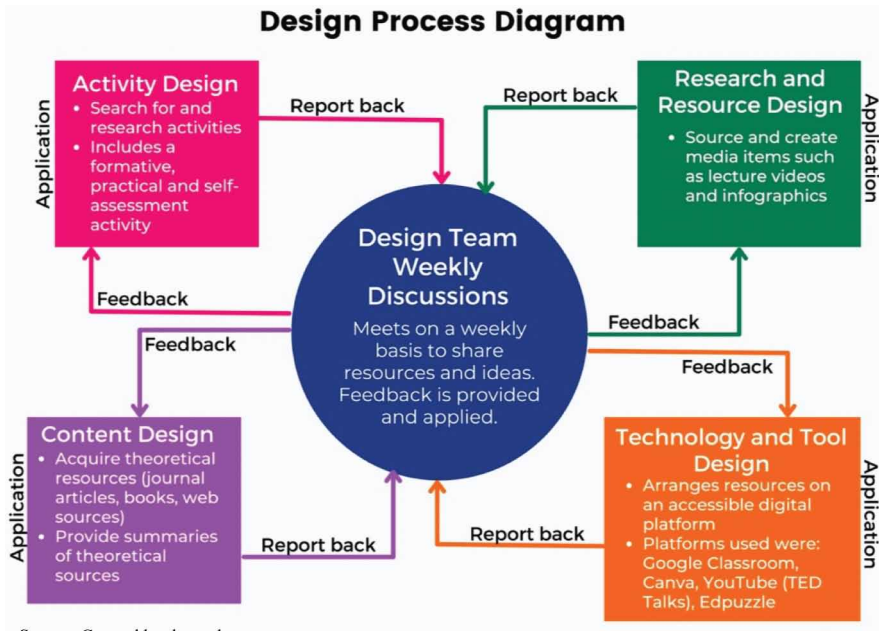 Design Process Diagram
Application
Activity Design
• Search for and
research activities
• Includes a
formative,
practical and self-
assessment
activity
Report back
Feedback
Report back
Research and
Resource Design
• Source and create
media items such
as lecture videos
and infographics
Application
Feedback
Design Team
Weekly
Discussions
Meets on a weekly
basis to share
resources and ideas.
Feedback is provided
and applied.
Feedback
Application
Content Design
• Acquire theoretical
resources (journal
articles, books, web
sources)
• Provide summaries
of theoretical
sources
Report back
Feedback
Technology and Tool
Design
• Arranges resources on
an accessible digital
platform
• Platforms used were:
Google Classroom,
Canva, YouTube (TED
Talks), Edpuzzle
Application
Report back